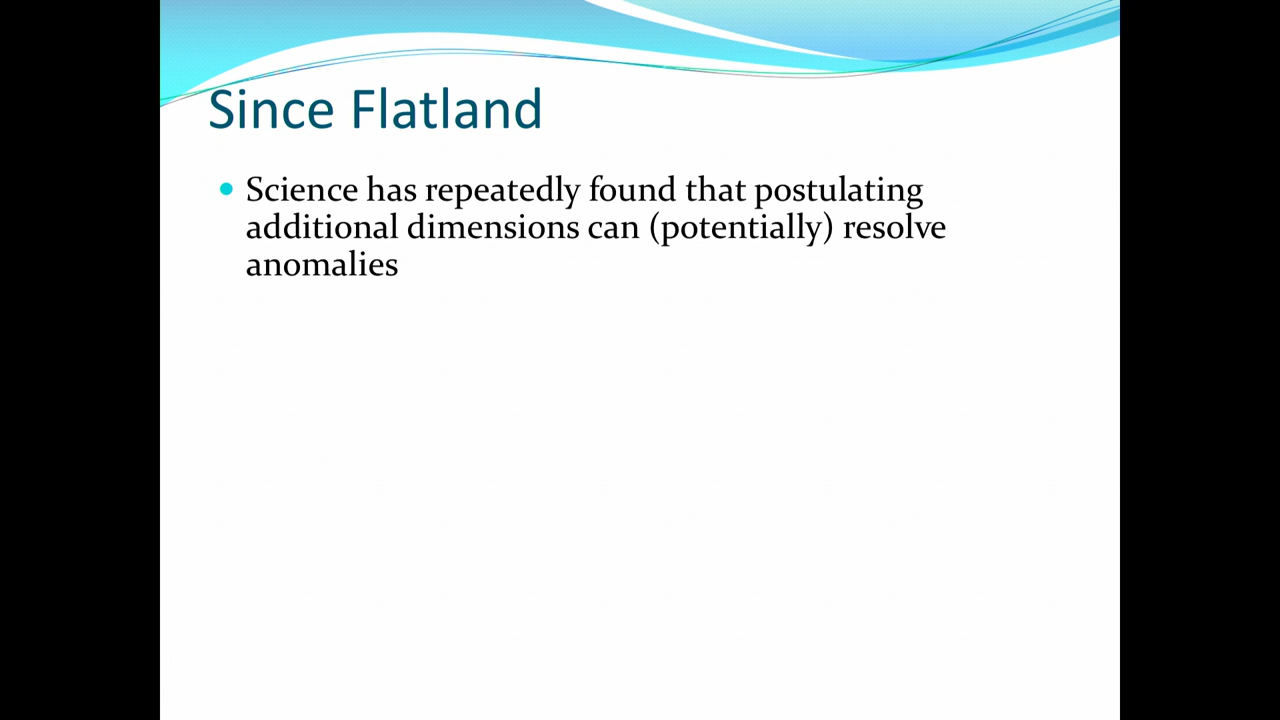 Since Flatland
Science has repeatedly found that postulating
additional dimensions can (potentially) resolve
anomalies